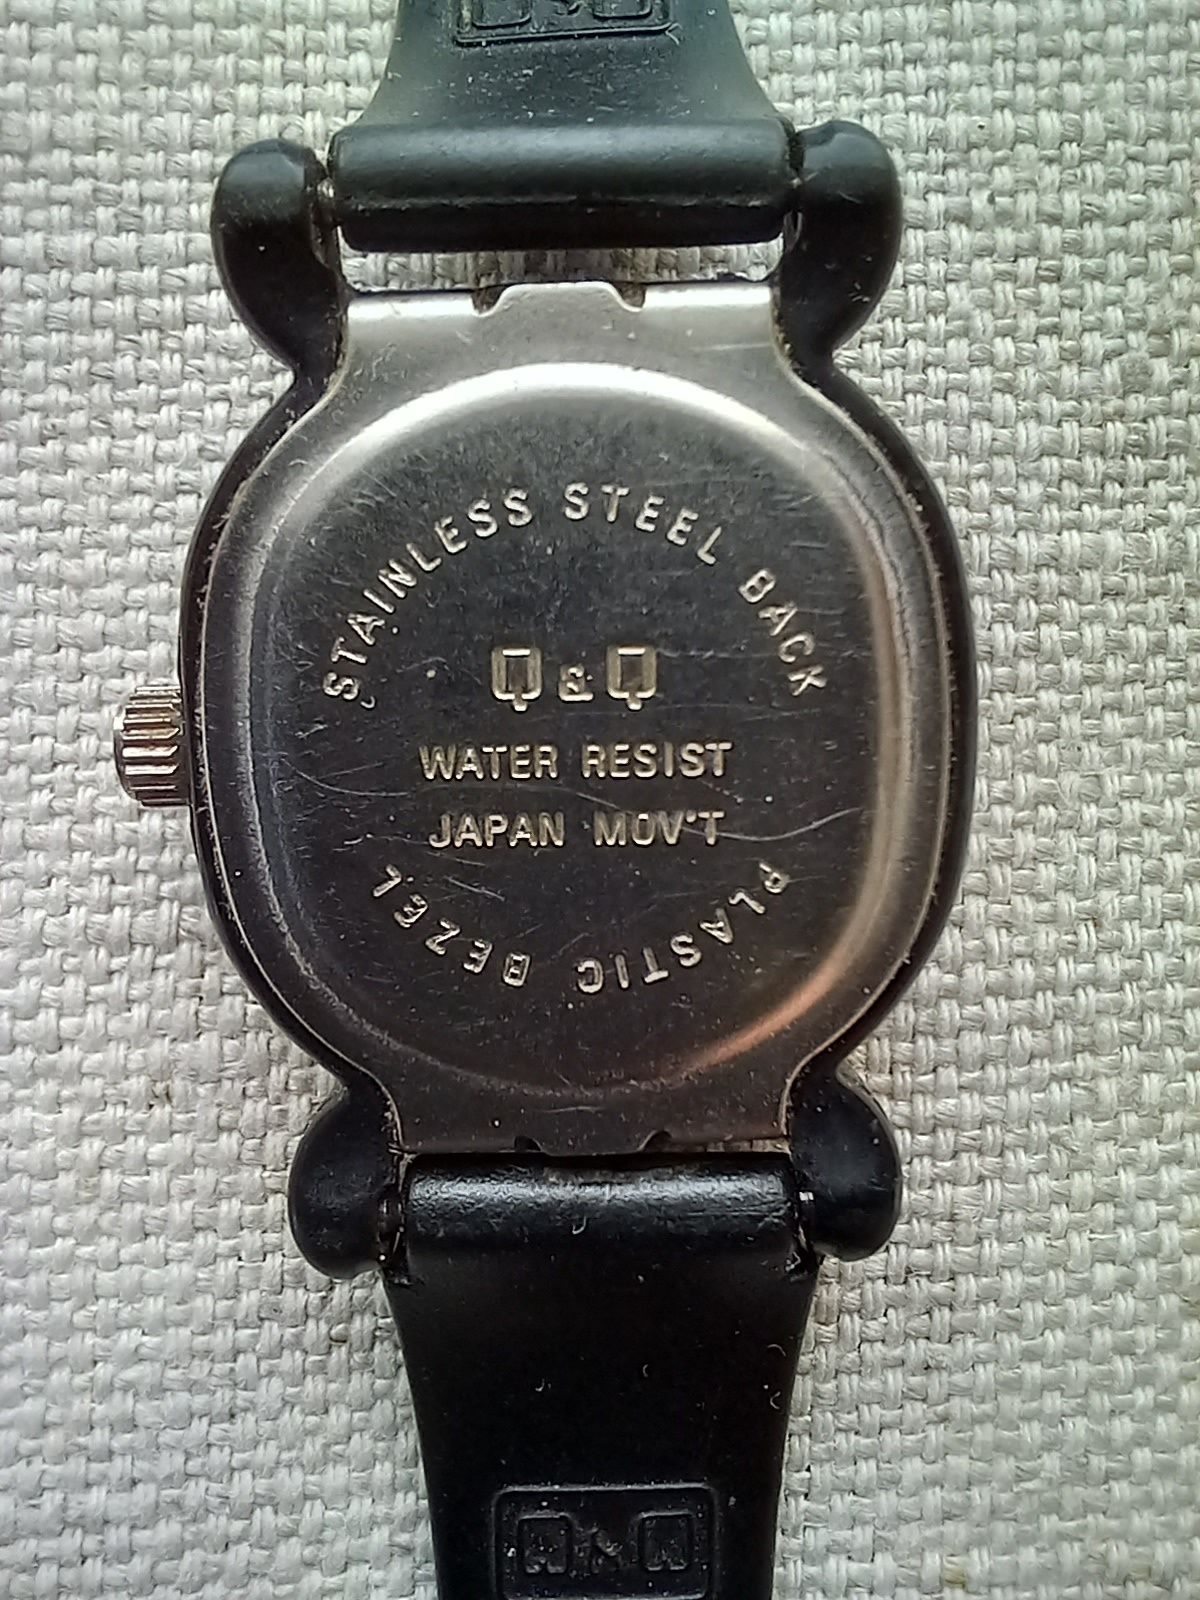 Q&Q
STAINLESS STEEL BACK
Q&Q
WATER RESIST
JAPAN MOV'T
PLASTIC BEZEL
Q&Q